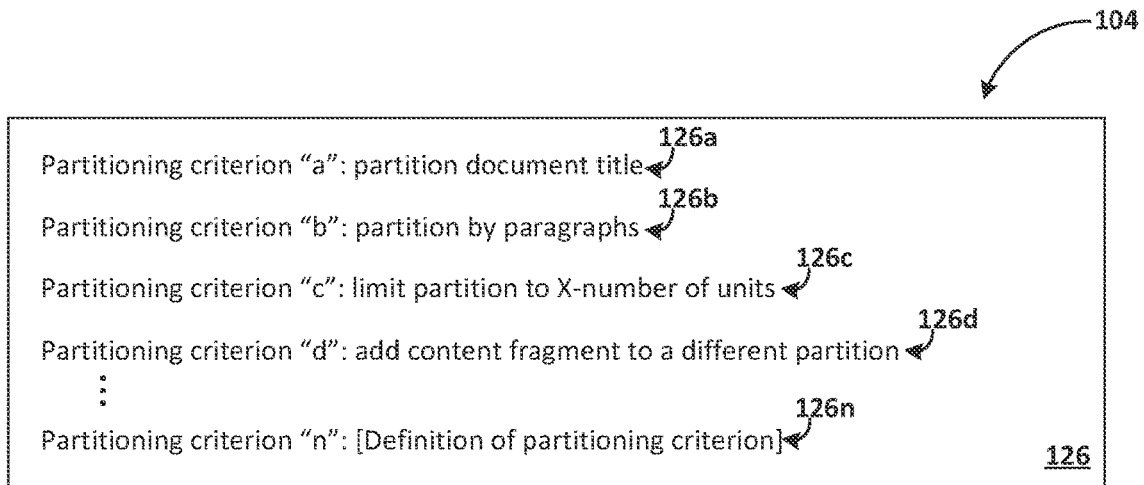 104
126a
Partitioning criterion “a”: partition document title
126b
Partitioning criterion “b”: partition by paragraphs
126c
Partitioning criterion “c”: limit partition to X-number of units
126d
Partitioning criterion “d”: add content fragment to a different partition
126n
Partitioning criterion “n”: [Definition of partitioning criterion]
126